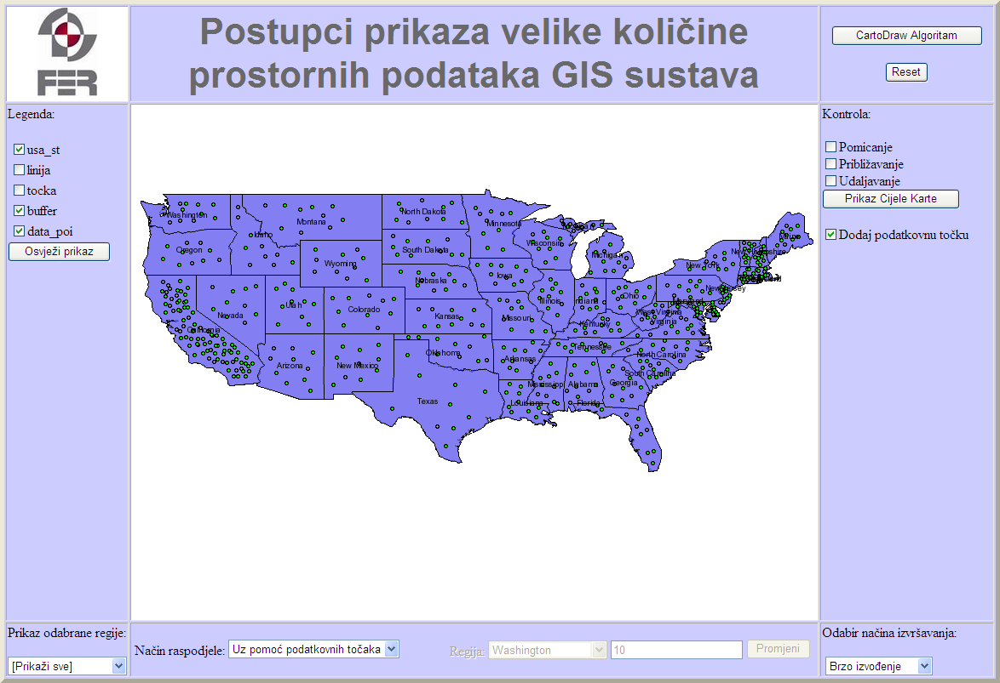 FER
Postupci prikaza velike količine
prostornih podataka GIS sustava
CartoDraw Algoritam
Reset
Legenda:
usa_st
linija
tocka
buffer
data_poi
Osvježi prikaz
Washington
Montana
Idaho
Oregon
Wyoming
North Dakota
South Dakota
Nebraska
Minnesota
Wisconsin
Michigan
Iowa
Nevada
Utah
Colorado
California
Kansas
Missouri
Illinois
Indiana
Ohio
New York
New Hampshire
Maine
New Jersey
West Virginia
Virginia
Kentucky
Tennessee
North Carolina
South Carolina
Arizona
New Mexico
Oklahoma
Arkansas
Texas
Louisiana
Mississippi
Alabama
Georgia
Florida
Kontrola:
Pomicanje
Približavanje
Udaljavanje
Prikaz Cijele Karte
Dodaj podatkovnu točku
Prikaz odabrane regije:
[Prikaži sve]
Način raspodjele: Uz pomoć podatkovnih točaka
Regija: Washington 10 Promjeni
Odabir načina izvršavanja:
Brzo izvođenje